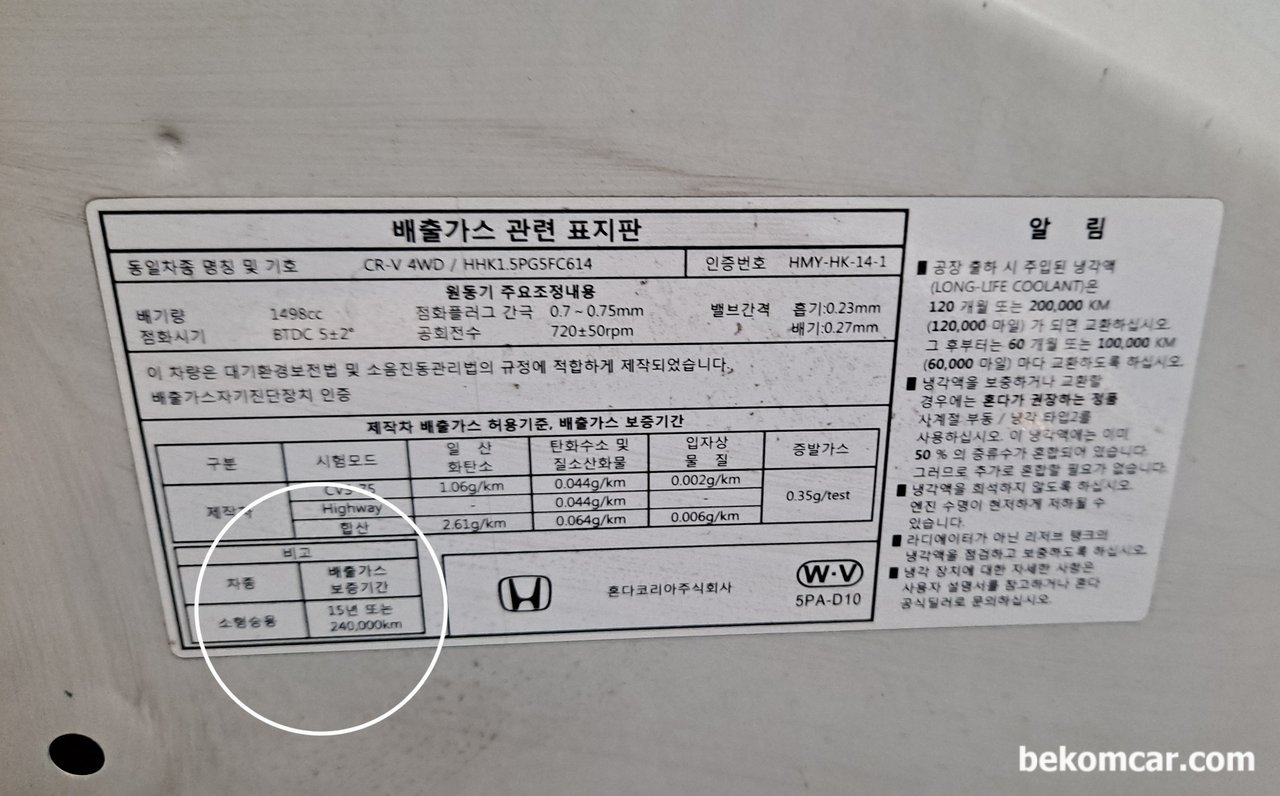 배출가스 관련 표지판
동일차종 명칭 및 기호 CR-V 4WD / HHK1.5PG5FC614 인증번호 HMY-HK-14-1
원동기 주요조정내용
배기량 1498cc 점화플러그 간극 0.7~0.75mm 밸브간격 흡기:0.23mm
점화시기 BTDC 5±2° 공회전수 720±50rpm 배기:0.27mm
이 차량은 대기환경보전법 및 소음진동관리법의 규정에 적합하게 제작되었습니다.
배출가스자기진단장치 인증
제작차 배출가스 허용기준, 배출가스 보증기간
구분 시험모드 일 산 화탄소 탄화수소 및 질소산화물 입자상 물 질 증발가스
제작차 CVS-75 1.06g/km 0.044g/km 0.002g/km 0.35g/test
Highway - 0.044g/km -
합산 2.61g/km 0.064g/km 0.006g/km
비고
차종 배출가스 보증기간
소형승용 15년 또는 240,000km
혼다코리아주식회사
W·V
5PA-D10
알 림
■ 공장 출하 시 주입된 냉각액
(LONG-LIFE COOLANT)은
120 개월 또는 200,000 KM
(120,000 마일) 가 되면 교환하십시오.
그 후부터는 60 개월 또는 100,000 KM
(60,000 마일) 마다 교환하도록 하십시오.
■ 냉각액을 보중하거나 교환할
경우에는 혼다가 권장하는 정품
사계절 부동 / 냉각 타입2를
사용하십시오. 이 냉각액에는 이미
50 % 의 증류수가 혼합되어 있습니다.
그러므로 추가로 혼합할 필요가 없습니다.
■ 냉각액을 희석하지 않도록 하십시오.
엔진 수명이 현저하게 저하될 수
있습니다.
■ 라디에이터가 아닌 리저브 탱크의
냉각액을 점검하고 보중하도록 하십시오.
■ 냉각 장치에 대한 자세한 사항은
사용자 설명서를 참고하거나 혼다
공식딜러로 문의하십시오.
bekomcar.com